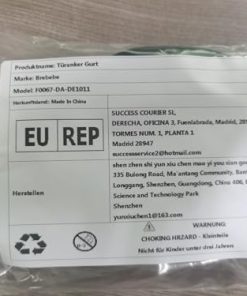 Produktname: Türanker Gurt
Marke: Brebebe
Model: F0067-DA-DE1011
Herkunftsland: Made In China
EU REP
SUCCESS COURIER SL,
DERECHA, OFICINA 3, Fuenlabrada, Madrid,
TORMES NUM. 1, PLANTA 1
Madrid 28947
successservice2@hotmail.com
Herstellen
shen zhen shi yun xiu chen mao yi you xian
335 Bulong Road, Ma'antang Community, Ban
Longgang, Shenzhen, Guangdong, China 406,
Science and Technology Park
Shenzhen
yunxiuchen1@163.com
0-3
WARNUNG:
CHOKING HRZARD - Kleinteile
Nicht für Kinder unter drei Jahren